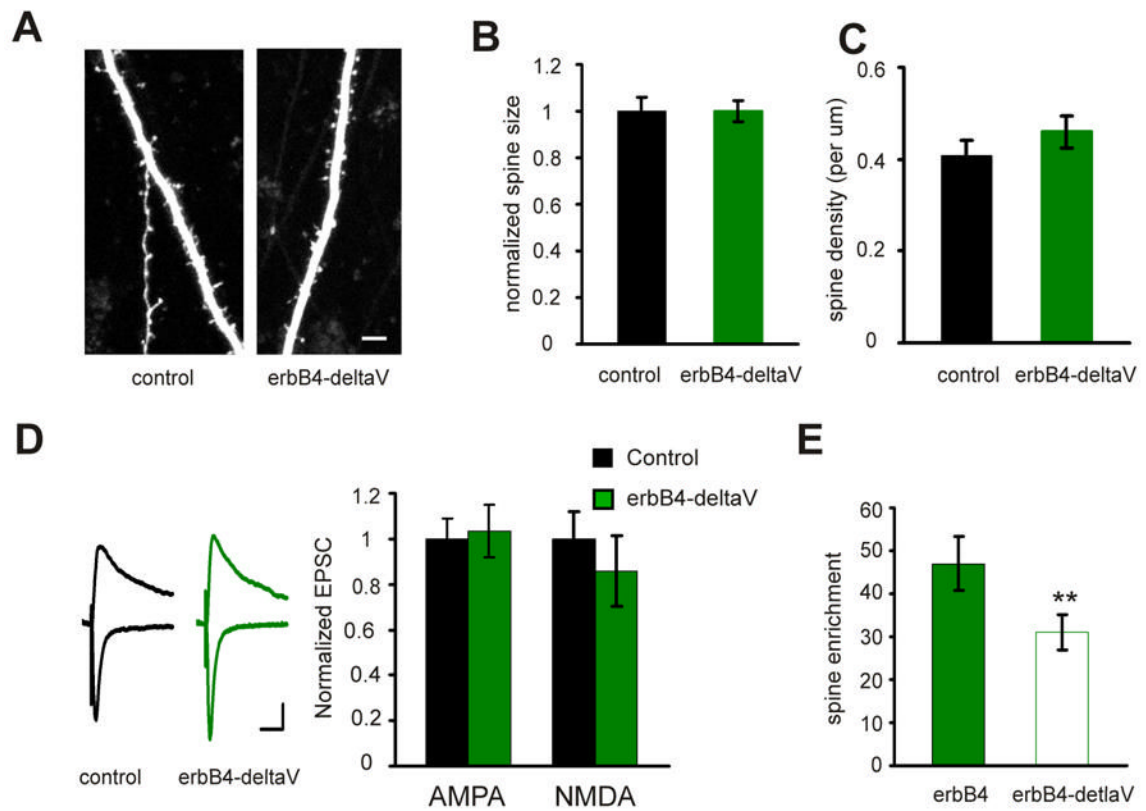 A
control
erbB4-deltaV
B
normalized spine size
1.2
1
0.8
0.6
0.4
0.2
0
control
erbB4-deltaV
C
spine density (per um)
0.6
0.4
0.2
0
control
erbB4-deltaV
D
control
erbB4-deltaV
Control
erbB4-deltaV
Normalized EPSC
1.2
1
0.8
0.6
0.4
0.2
0
AMPA
NMDA
E
spine enrichment
60
50
40
30
20
10
0
**
erbB4
erbB4-detlaV